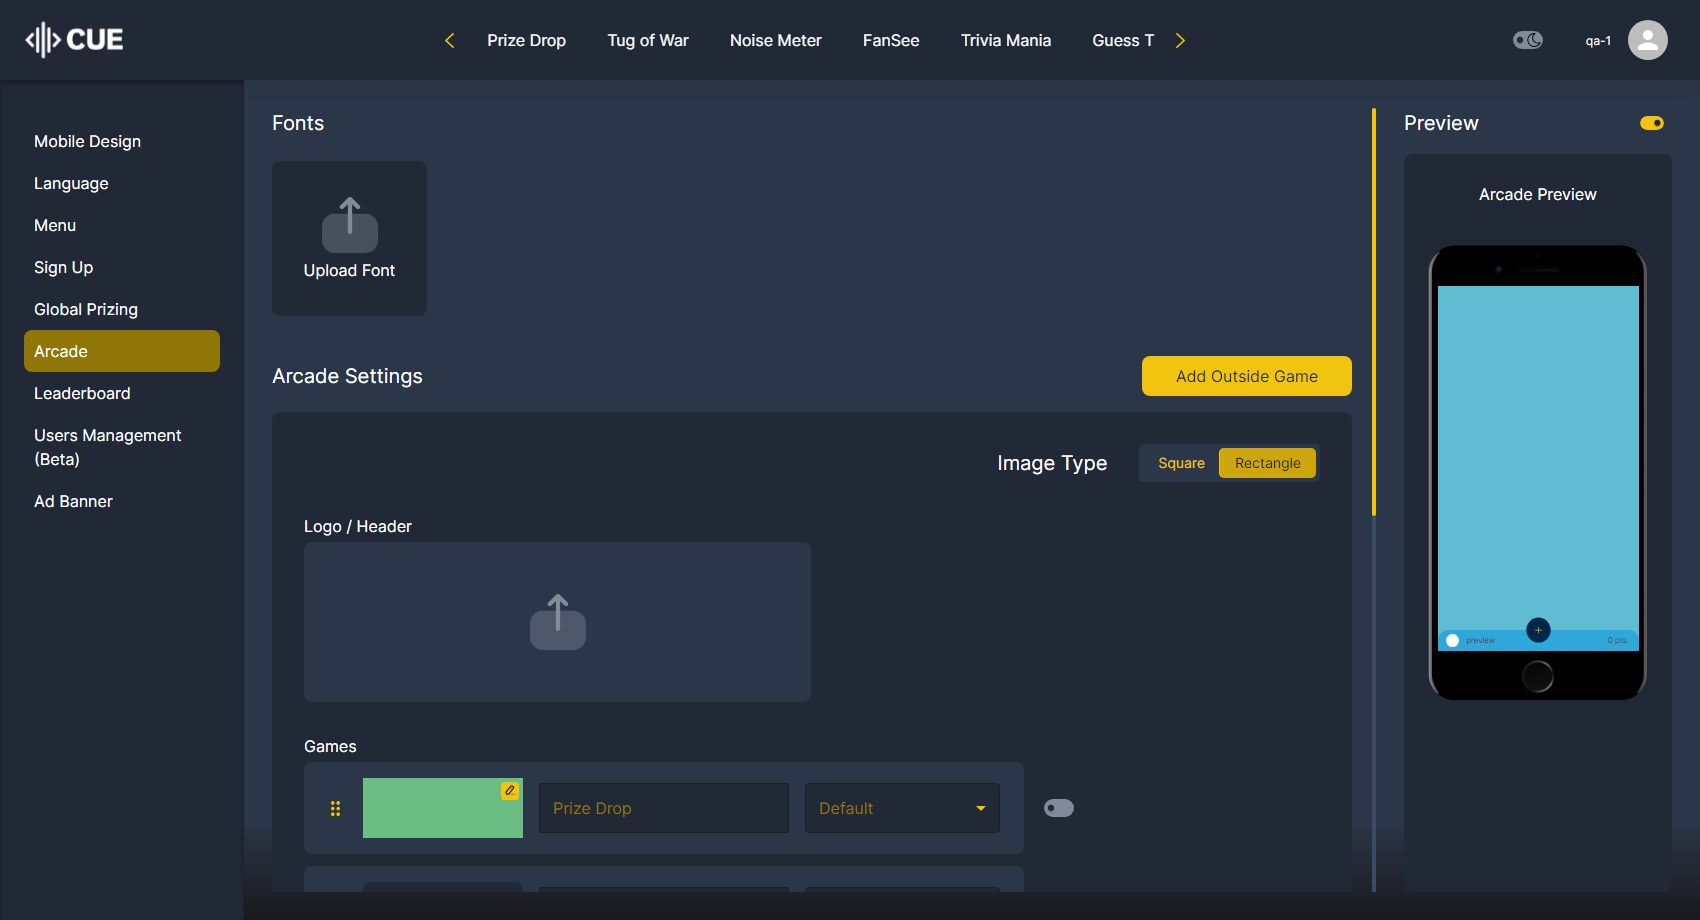 CUE
Prize Drop
Tug of War
Noise Meter
FanSee
Trivia Mania
Guess T
qa-1
Mobile Design
Language
Menu
Sign Up
Global Prizing
Arcade
Leaderboard
Users Management
(Beta)
Ad Banner
Fonts
Upload Font
Arcade Settings
Add Outside Game
Image Type
Square
Rectangle
Logo / Header
Games
Prize Drop
Default
Preview
Arcade Preview
+
preview
0 pts.